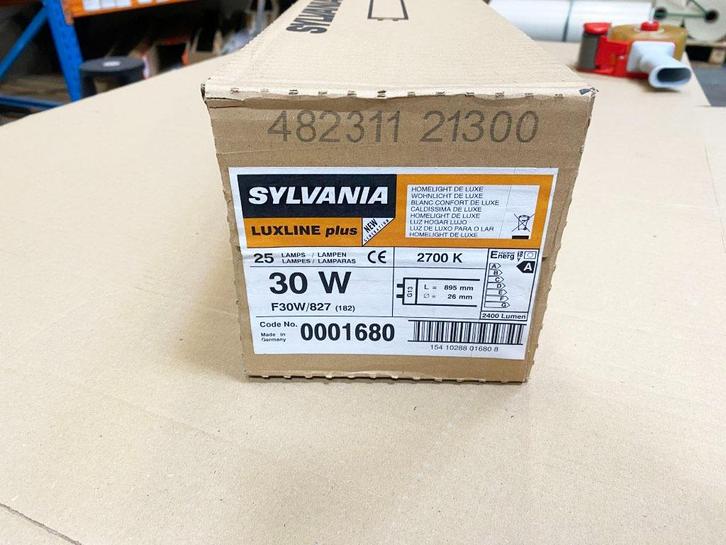 SYLVANIA
482311 21300
SYLVANIA
LUXLINE plus
NEW
GENERATION
HOMELIGHT DE LUXE
WOHNLICHT DE LUXE
BLANC CONFORT DE LUXE
CALDISSIMA DE LUXE
HOMELIGHT DE LUXE
LUZ HOGAR LUJO
LUZ DE LUXO PARA O LAR
HOMELIGHT DE LUXE
25 LAMPS / LAMPEN
LAMPES / LAMPARAS
CE
2700 K
Energ
A
B
C
D
E
F
G
A
30 W
F30W/827 (182)
G13
L = 895 mm
Ø = 26 mm
2400 Lumen
Code No. 0001680
Made in
Germany
154 10288 01680 8